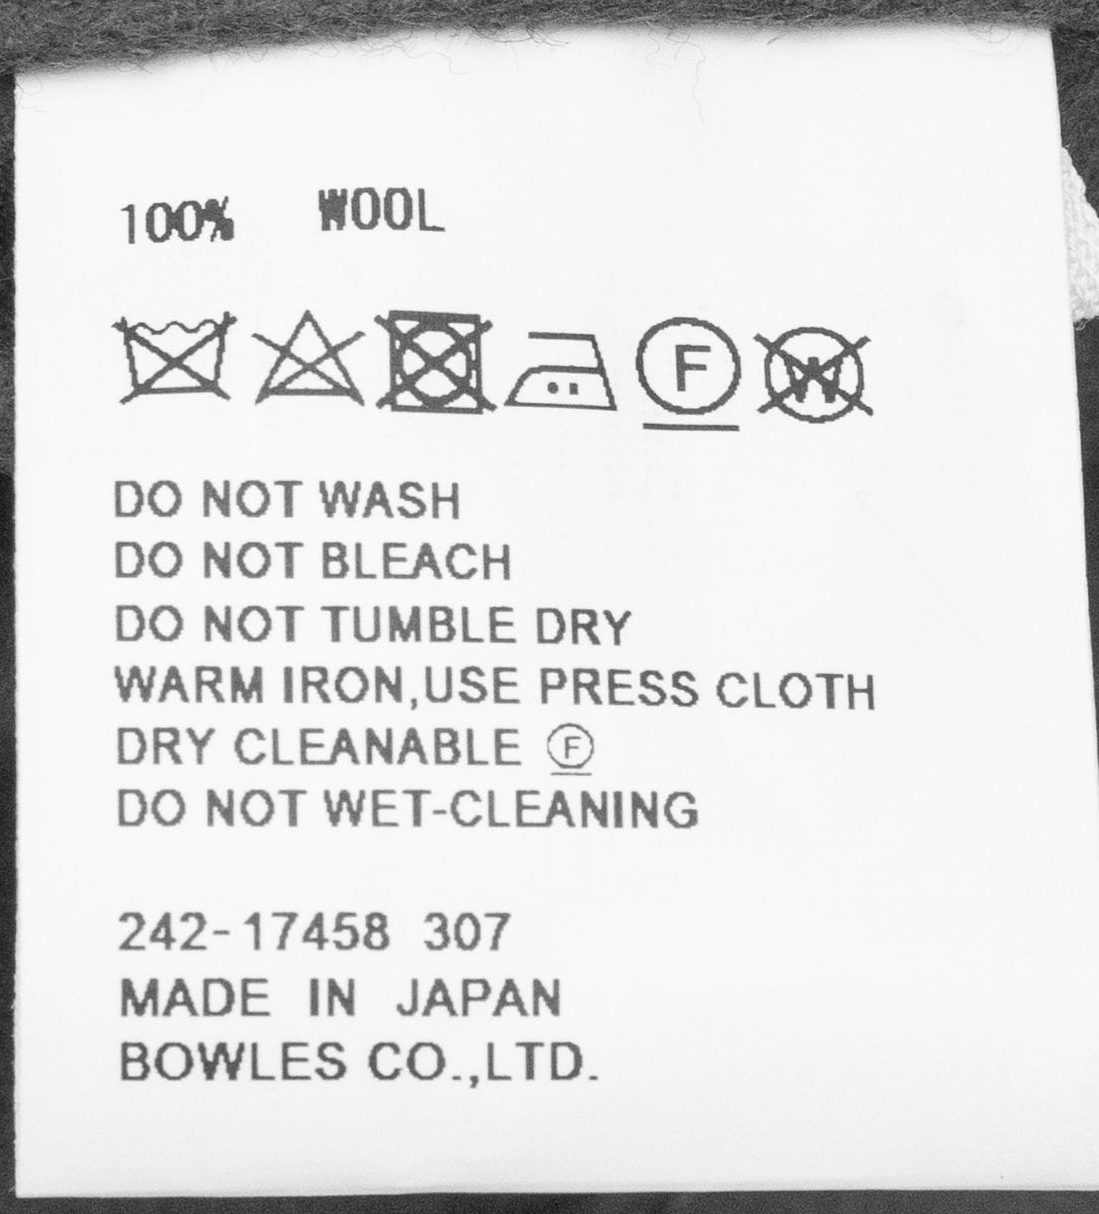 100% WOOL
F W
DO NOT WASH
DO NOT BLEACH
DO NOT TUMBLE DRY
WARM IRON,USE PRESS CLOTH
DRY CLEANABLE F
DO NOT WET-CLEANING
242-17458 307
MADE IN JAPAN
BOWLES CO.,LTD.